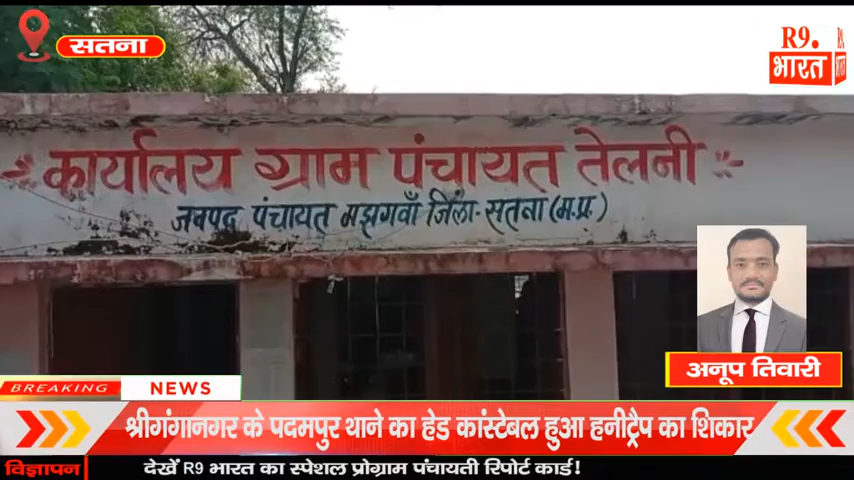 सतना
R9.
भारत
कार्यालय ग्राम पंचायत तेलनी
जनपद पंचायत मझगवाँ जिला-सतना (म.प्र.)
अनूप तिवारी
BREAKING
NEWS
श्रीगंगानगर के पदमपुर थाने का हेड कांस्टेबल हुआ हनीट्रैप का शिकार
विज्ञापन
देखें R9 भारत का स्पेशल प्रोग्राम पंचायती रिपोर्ट कार्ड!